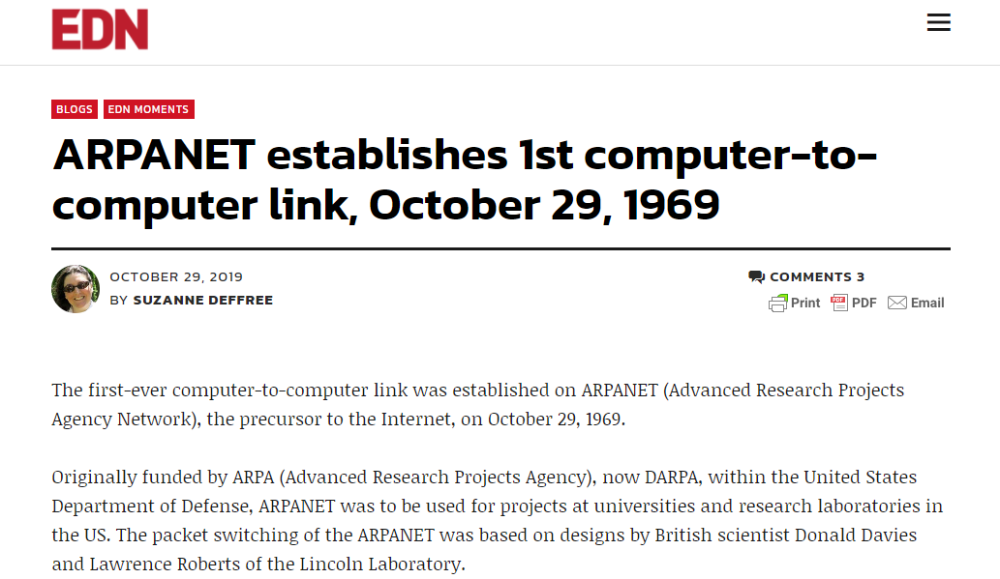 EDN
BLOGS EDN MOMENTS
ARPANET establishes 1st computer-to-
computer link, October 29, 1969
OCTOBER 29, 2019
BY SUZANNE DEFFREE
COMMENTS 3
Print PDF Email
The first-ever computer-to-computer link was established on ARPANET (Advanced Research Projects
Agency Network), the precursor to the Internet, on October 29, 1969.
Originally funded by ARPA (Advanced Research Projects Agency), now DARPA, within the United States
Department of Defense, ARPANET was to be used for projects at universities and research laboratories in
the US. The packet switching of the ARPANET was based on designs by British scientist Donald Davies
and Lawrence Roberts of the Lincoln Laboratory.